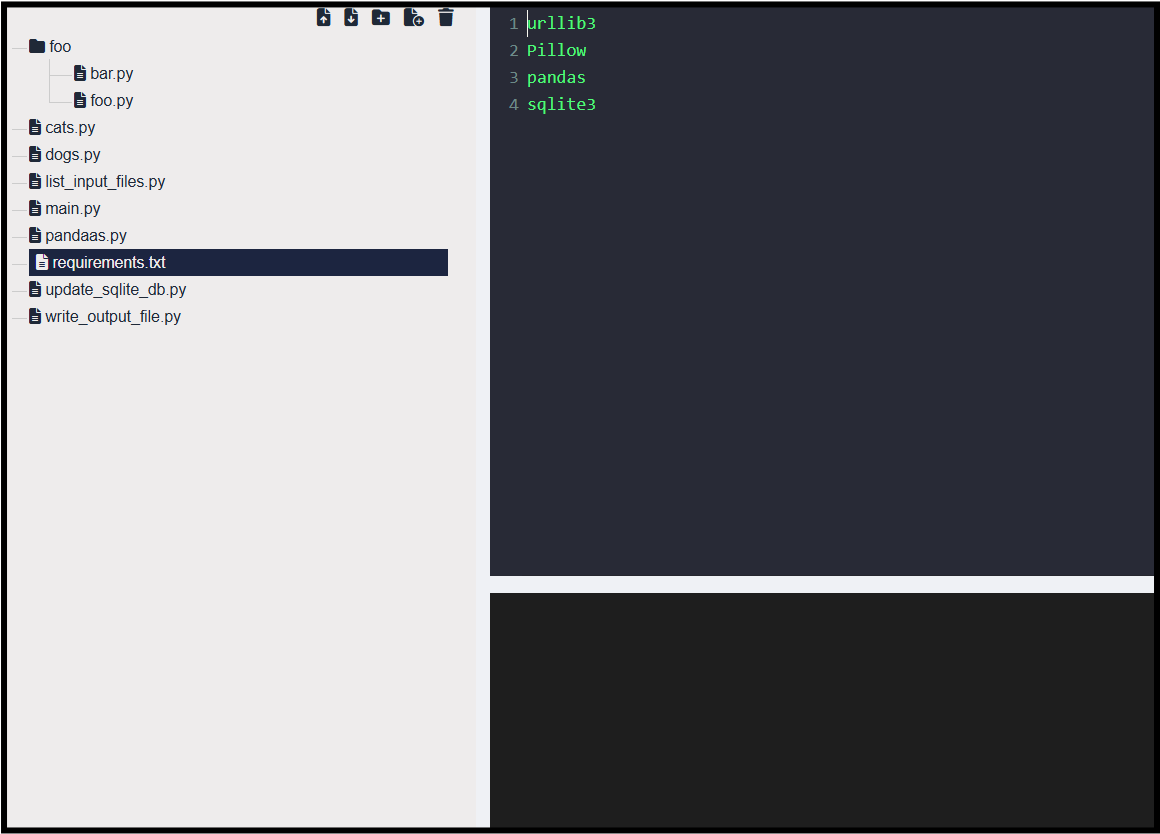 foo
bar.py
foo.py
cats.py
dogs.py
list_input_files.py
main.py
pandaas.py
requirements.txt
update_sqlite_db.py
write_output_file.py
1 urllib3
2 Pillow
3 pandas
4 sqlite3